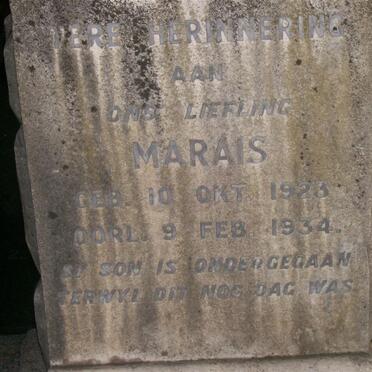 TERE HERINNERING
AAN
ONS LIEFLING
MARAIS
GEB. 10 OKT. 1923
OORL. 9 FEB. 1934.
SY SON IS ONDERGEGAAN
TERWYL DIT NOG DAG WAS